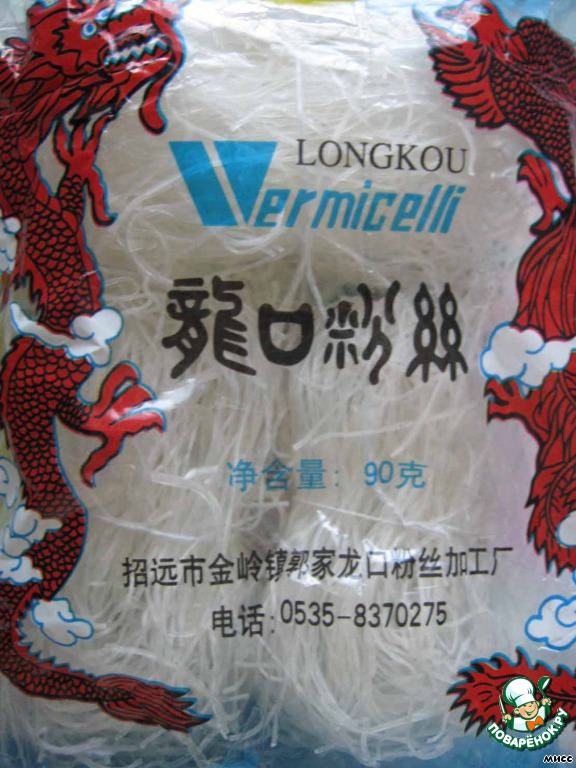 LONGKOU
Vermicelli
龍口粉絲
净含量: 90克
招远市金岭镇郭家龙口粉丝加工厂
电话: 0535-8370275
ПОВАРЁНОК.РУ
мисс